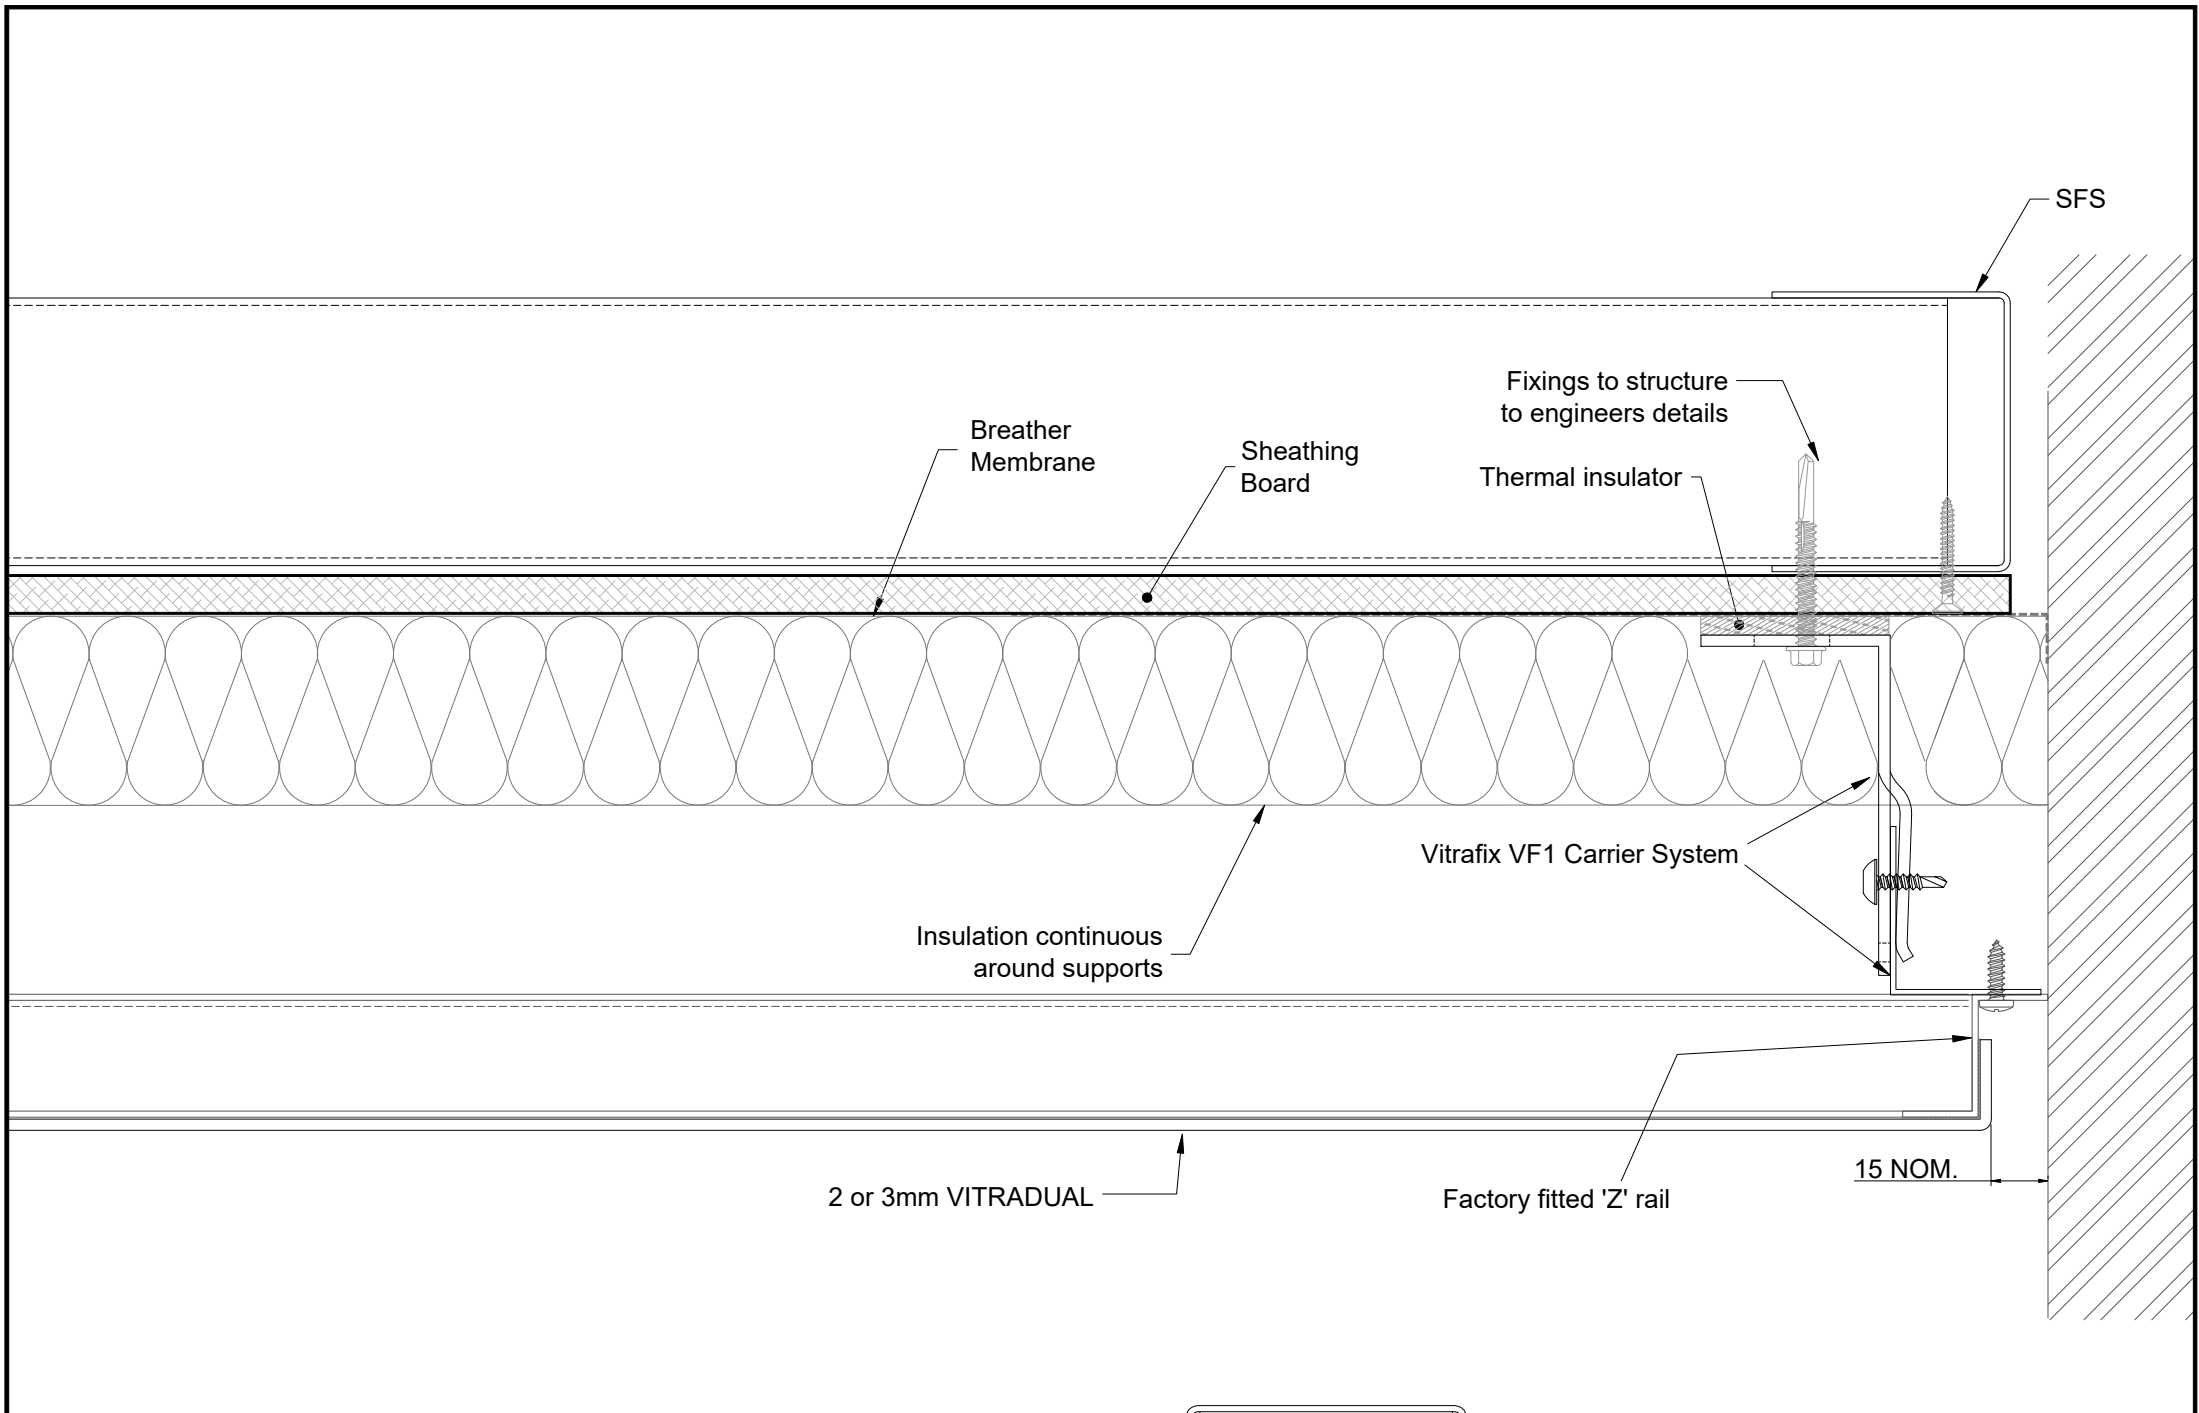 SFS
Fixings to structure
to engineers details
Breather
Membrane
Sheathing
Board
Thermal insulator
Vitrafix VF1 Carrier System
Insulation continuous
around supports
15 NOM.
2 or 3mm VITRADUAL
Factory fitted 'Z' rail